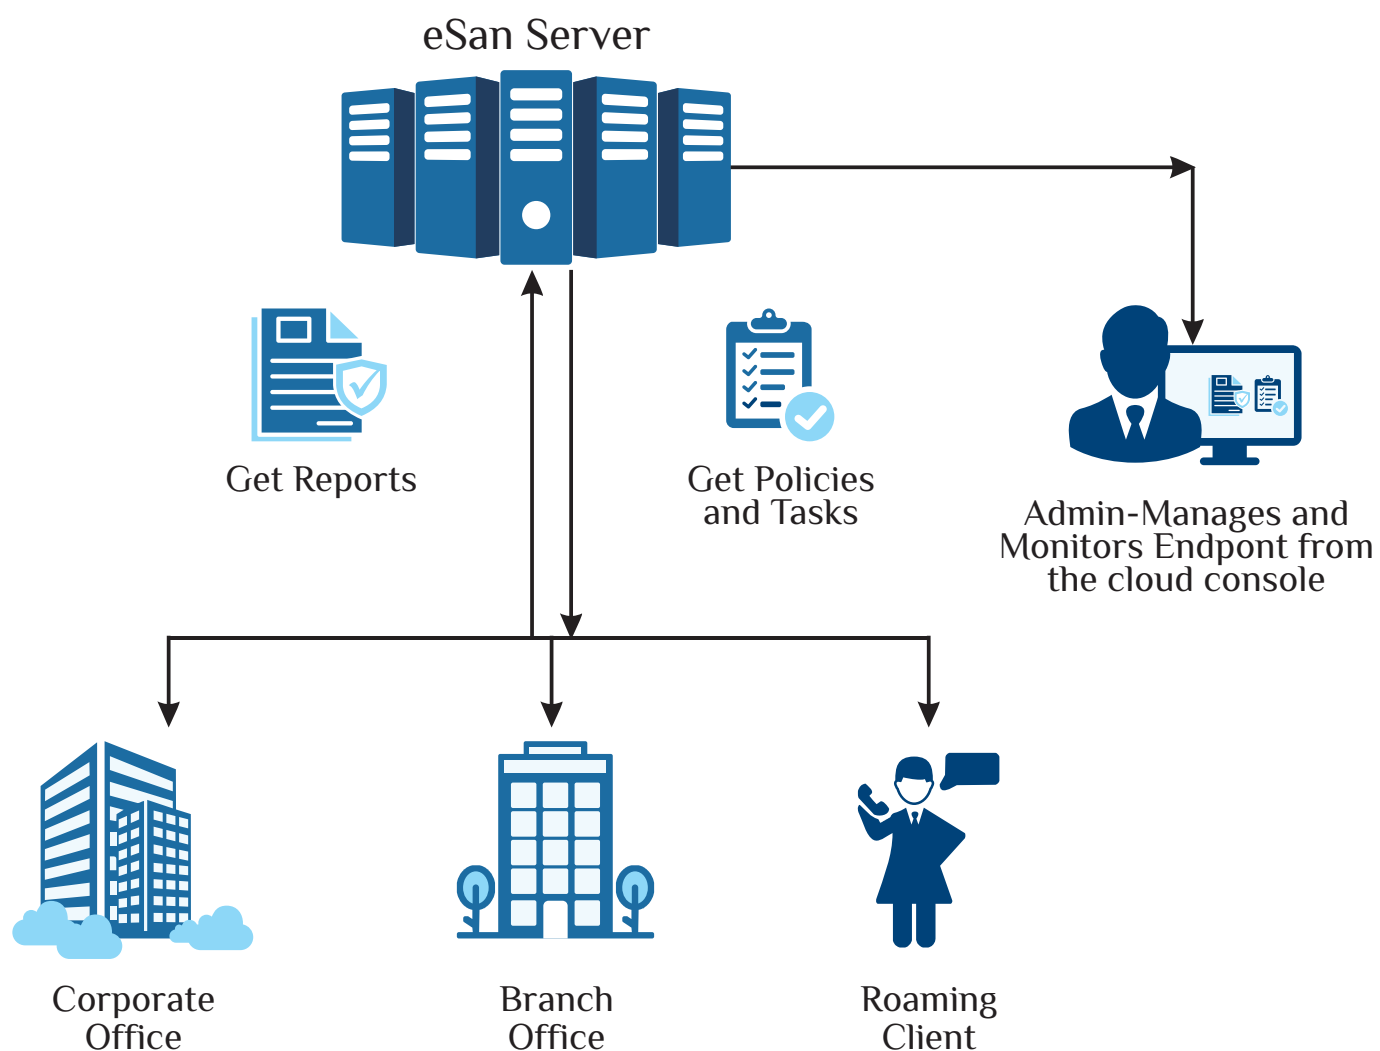 eSan Server
Get Reports
Get Policies
and Tasks
Admin-Manages and
Monitors Endpont from
the cloud console
Corporate
Office
Branch
Office
Roaming
Client